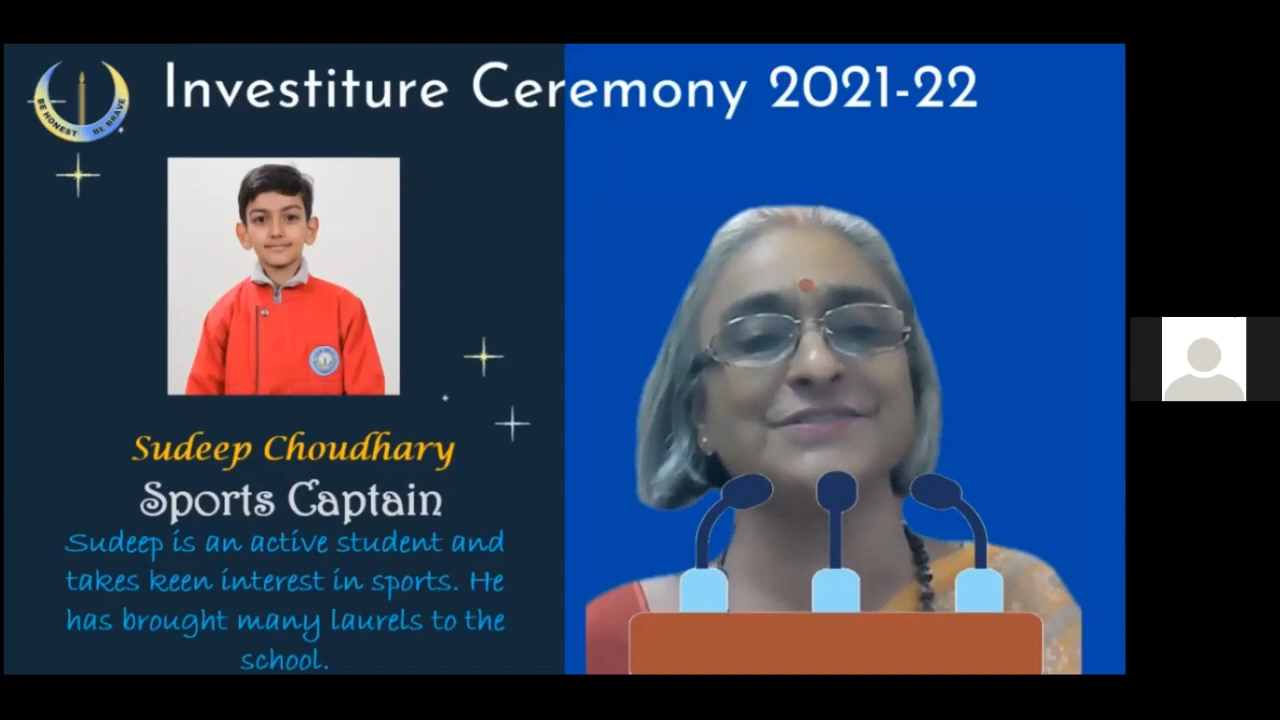 Investiture Ceremony 2021-22
BE HONEST BE BRAVE
Sudeep Choudhary
Sports Captain
Sudeep is an active student and
takes keen interest in sports. He
has brought many laurels to the
school.